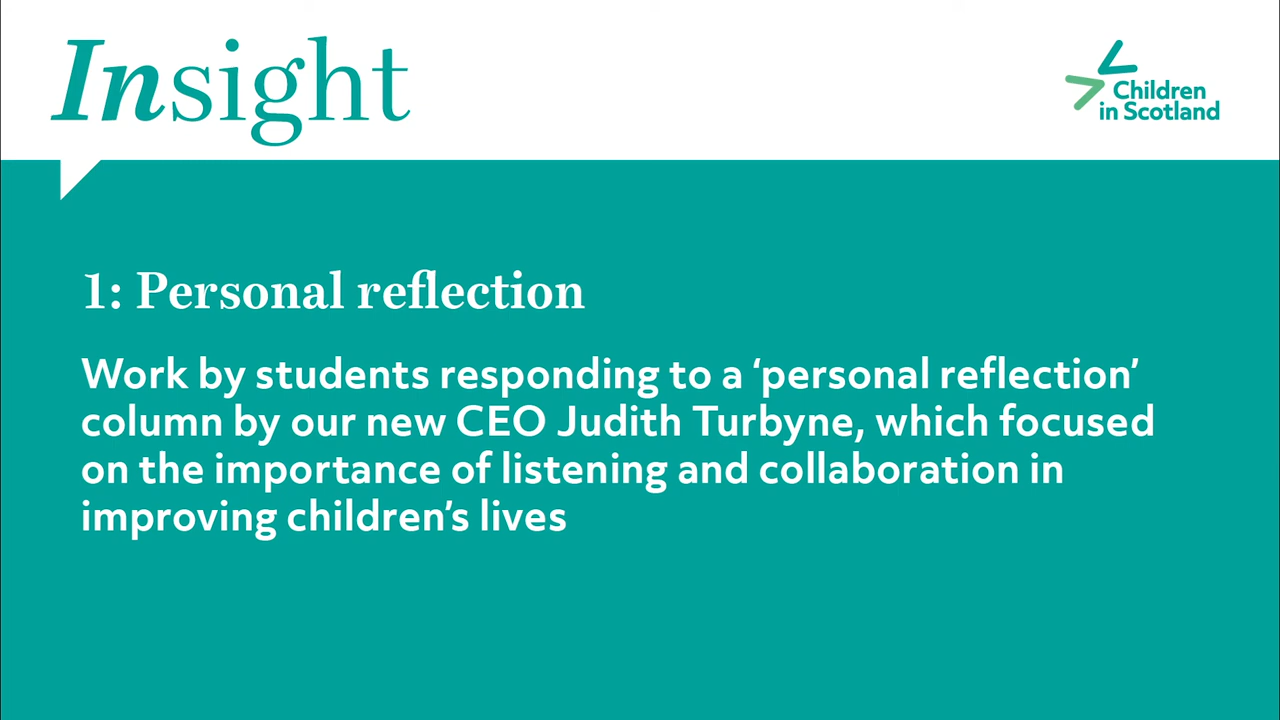 Insight
Children
in Scotland
1: Personal reflection
Work by students responding to a ‘personal reflection’
column by our new CEO Judith Turbyne, which focused
on the importance of listening and collaboration in
improving children’s lives